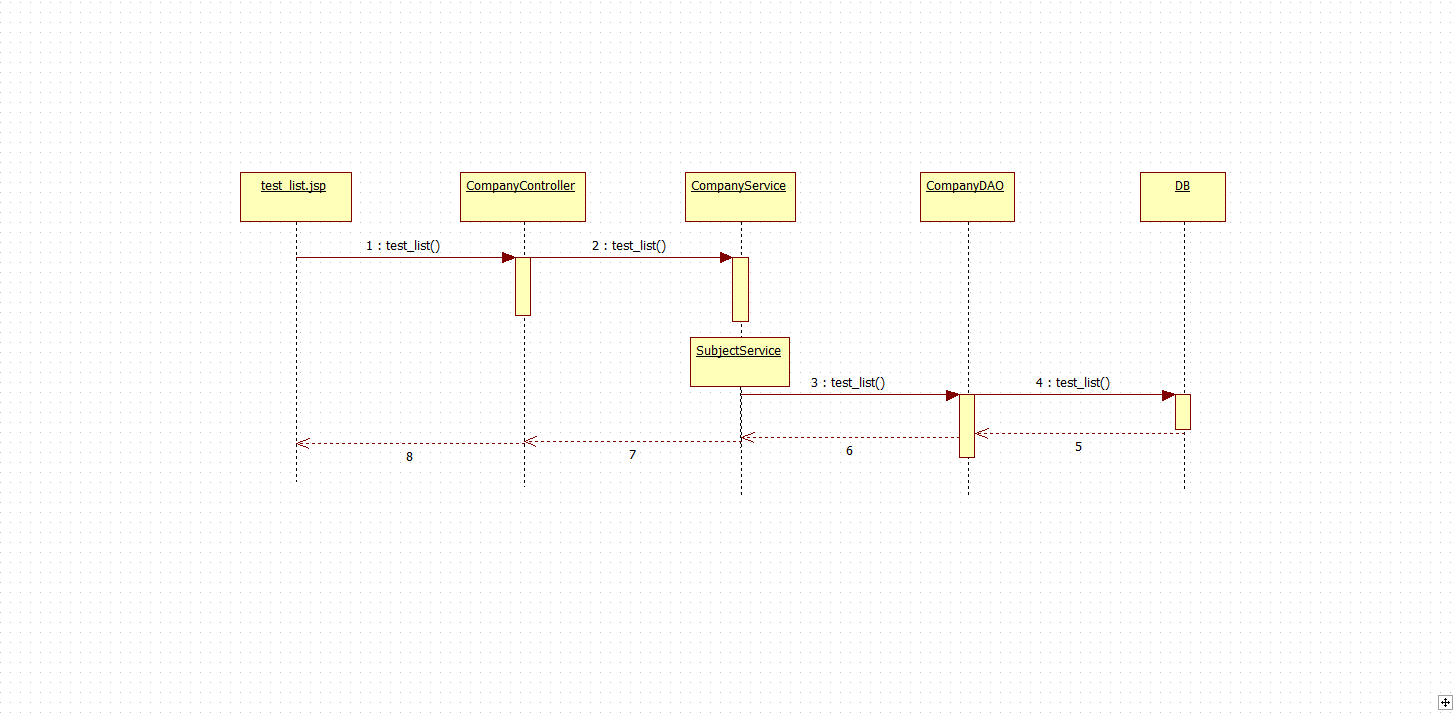 test_list.jsp
CompanyController
CompanyService
CompanyDAO
DB
1 : test_list()
2 : test_list()
SubjectService
3 : test_list()
4 : test_list()
5
6
7
8